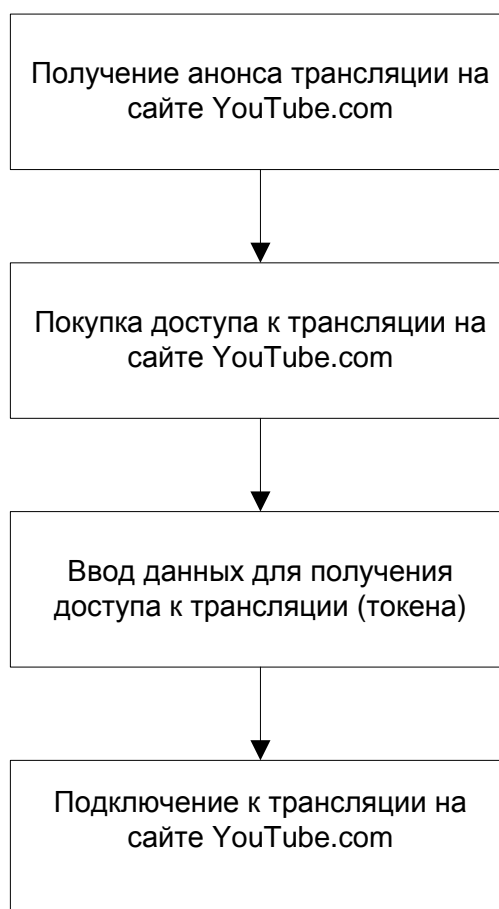 Получение анонса трансляции на
сайте YouTube.com
Покупка доступа к трансляции на
сайте YouTube.com
Ввод данных для получения
доступа к трансляции (токена)
Подключение к трансляции на
сайте YouTube.com